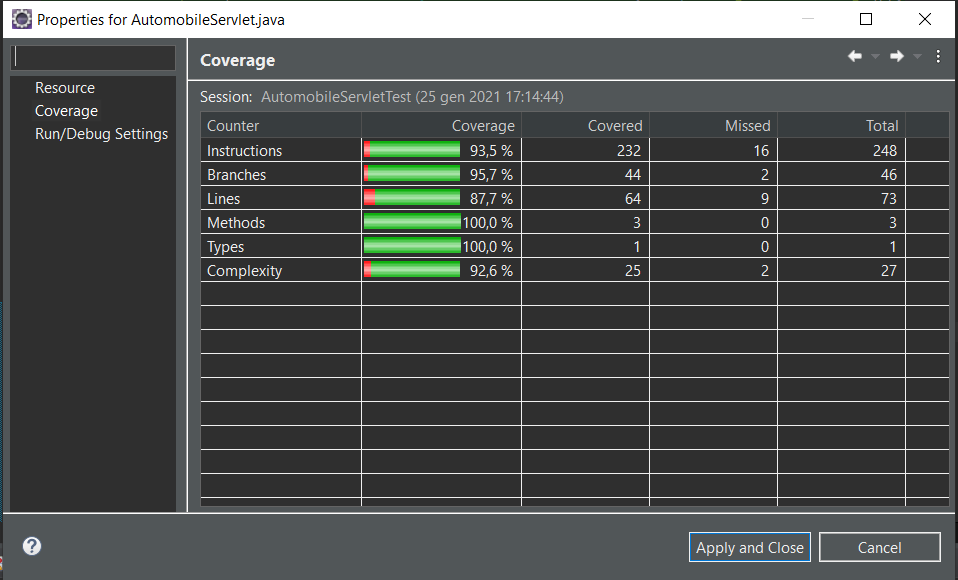 Properties for AutomobileServlet.java
Resource
Coverage
Run/Debug Settings
Coverage
Session: AutomobileServletTest (25 gen 2021 17:14:44)
Counter Coverage Covered Missed Total
Instructions 93,5 % 232 16 248
Branches 95,7 % 44 2 46
Lines 87,7 % 64 9 73
Methods 100,0 % 3 0 3
Types 100,0 % 1 0 1
Complexity 92,6 % 25 2 27
? Apply and Close Cancel